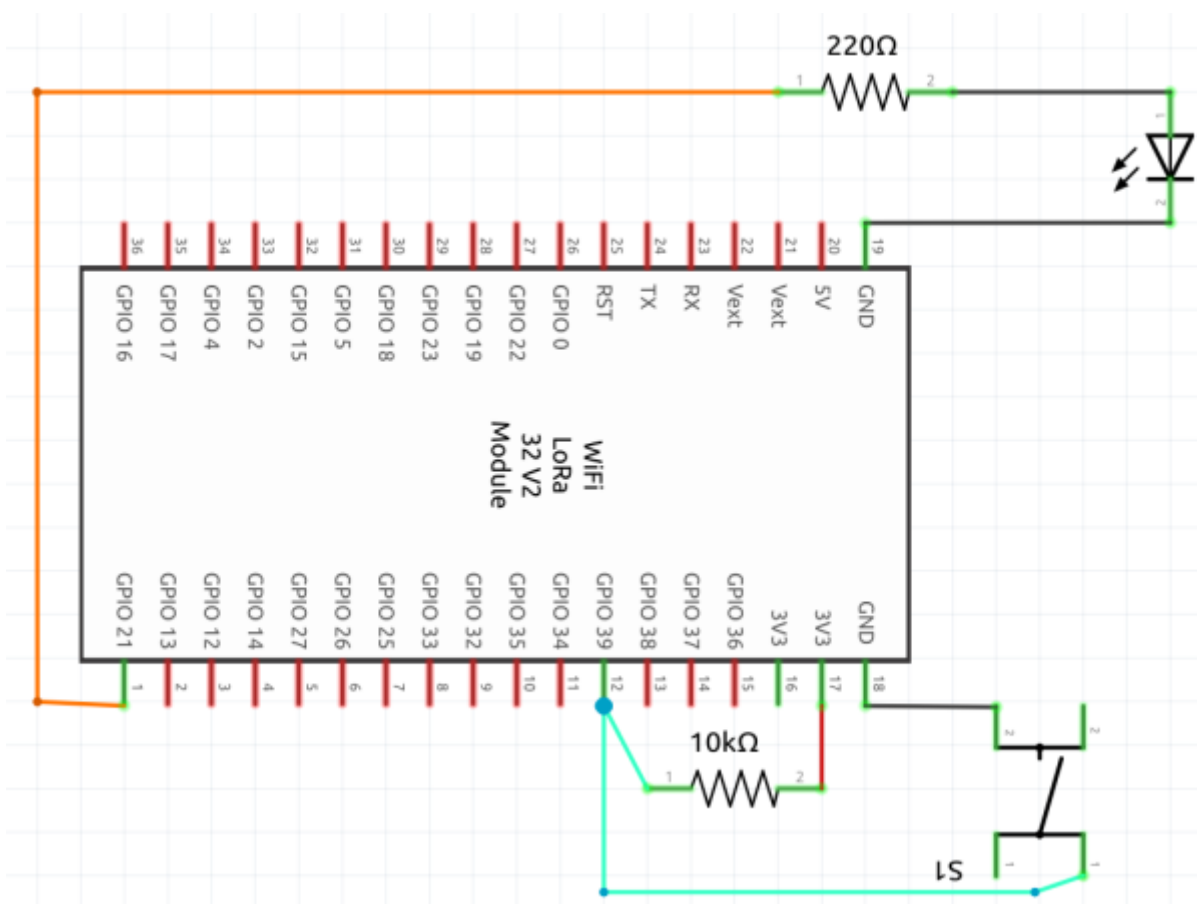 220Ω
1
2
1
2
36
35
34
33
32
31
30
29
28
27
26
25
24
23
22
21
20
19
GPIO 16
GPIO 17
GPIO 4
GPIO 2
GPIO 15
GPIO 5
GPIO 18
GPIO 23
GPIO 19
GPIO 22
GPIO 0
RST
TX
RX
Vext
Vext
5V
GND
WiFi
LoRa
32 V2
Module
GPIO 21
GPIO 13
GPIO 12
GPIO 14
GPIO 27
GPIO 26
GPIO 25
GPIO 33
GPIO 32
GPIO 35
GPIO 34
GPIO 39
GPIO 38
GPIO 37
GPIO 36
3V3
3V3
GND
1
2
3
4
5
6
7
8
9
10
11
12
13
14
15
16
17
18
10kΩ
1
2
2
2
S1
1
1